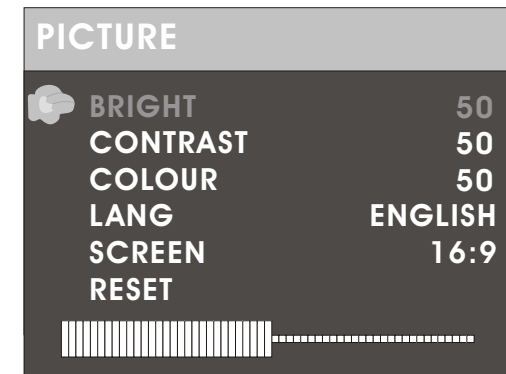 PICTURE
BRIGHT 50
CONTRAST 50
COLOUR 50
LANG ENGLISH
SCREEN 16:9
RESET